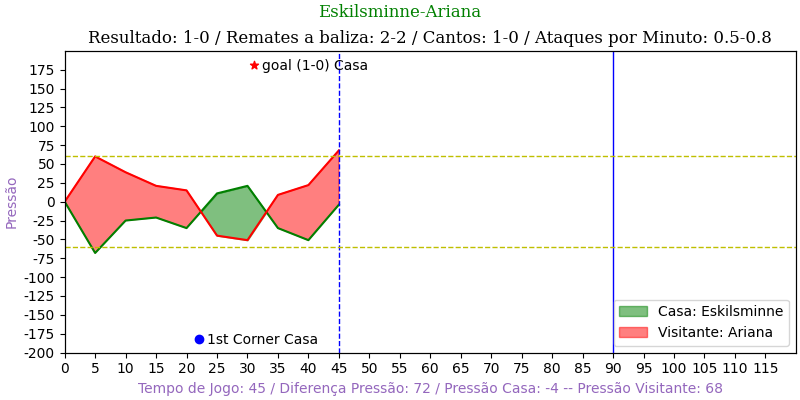 Eskilsminne-Ariana
Resultado: 1-0 / Remates a baliza: 2-2 / Cantos: 1-0 / Ataques por Minuto: 0.5-0.8
175
150
125
100
75
50
25
0
-25
-50
-75
-100
-125
-150
-175
-200
Pressão
goal (1-0) Casa
1st Corner Casa
Casa: Eskilsminne
Visitante: Ariana
0 5 10 15 20 25 30 35 40 45 50 55 60 65 70 75 80 85 90 95 100 105 110 115
Tempo de Jogo: 45 / Diferença Pressão: 72 / Pressão Casa: -4 -- Pressão Visitante: 68